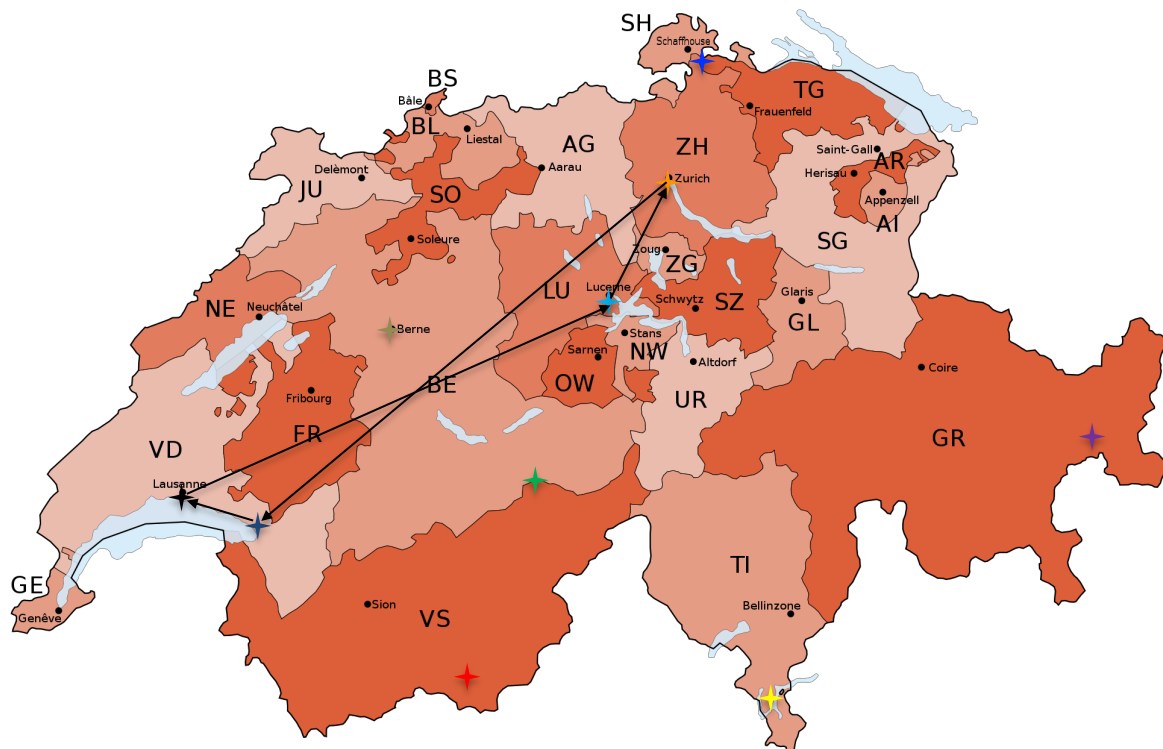 SH
Schaffhouse
BS
Bâle
BL
Liestal
TG
Frauenfeld
AG
Aarau
ZH
Zurich
Saint-Gall
AR
Herisau
Appenzell
AI
Delèmont
JU
SO
Soleure
SG
Zoug
ZG
LU
Lucerne
Schwytz
SZ
Glaris
GL
NE
Neuchâtel
Berne
Stans
NW
Sarnen
OW
Altdorf
UR
Coire
BE
Fribourg
FR
GR
VD
Lausanne
TI
GE
Genêve
Sion
VS
Bellinzone